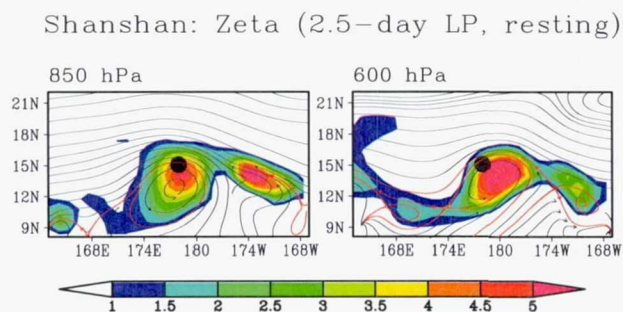 Shanshan: Zeta (2.5-day LP, resting)
850 hPa
600 hPa
21N
18N
15N
12N
9N
168E 174E 180 174W 168W
21N
18N
15N
12N
9N
168E 174E 180 174W 168W
1 1.5 2 2.5 3 3.5 4 4.5 5